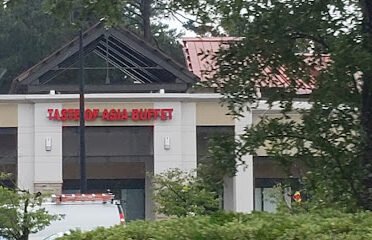 TASTE OF ASIA BUFFET